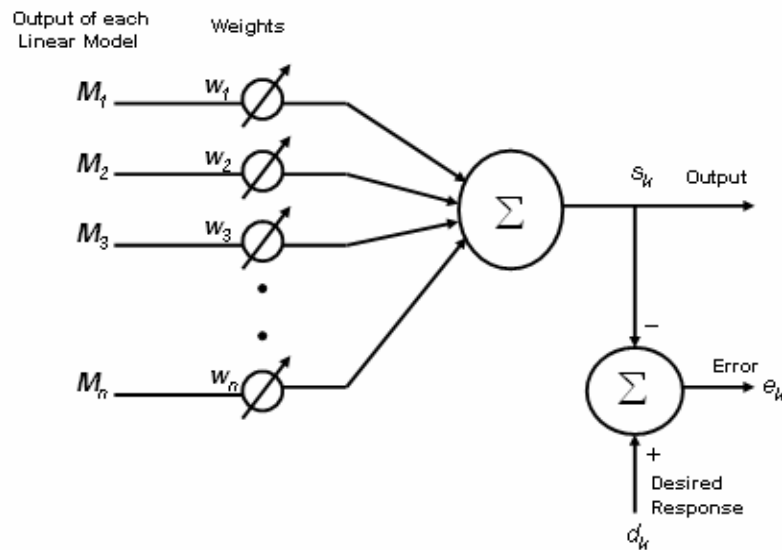 Output of each
Linear Model
Weights
M1
w1
M2
w2
M3
w3
Mn
wn
Σ
sk
Output
−
Σ
Error
ek
+
Desired
Response
dk